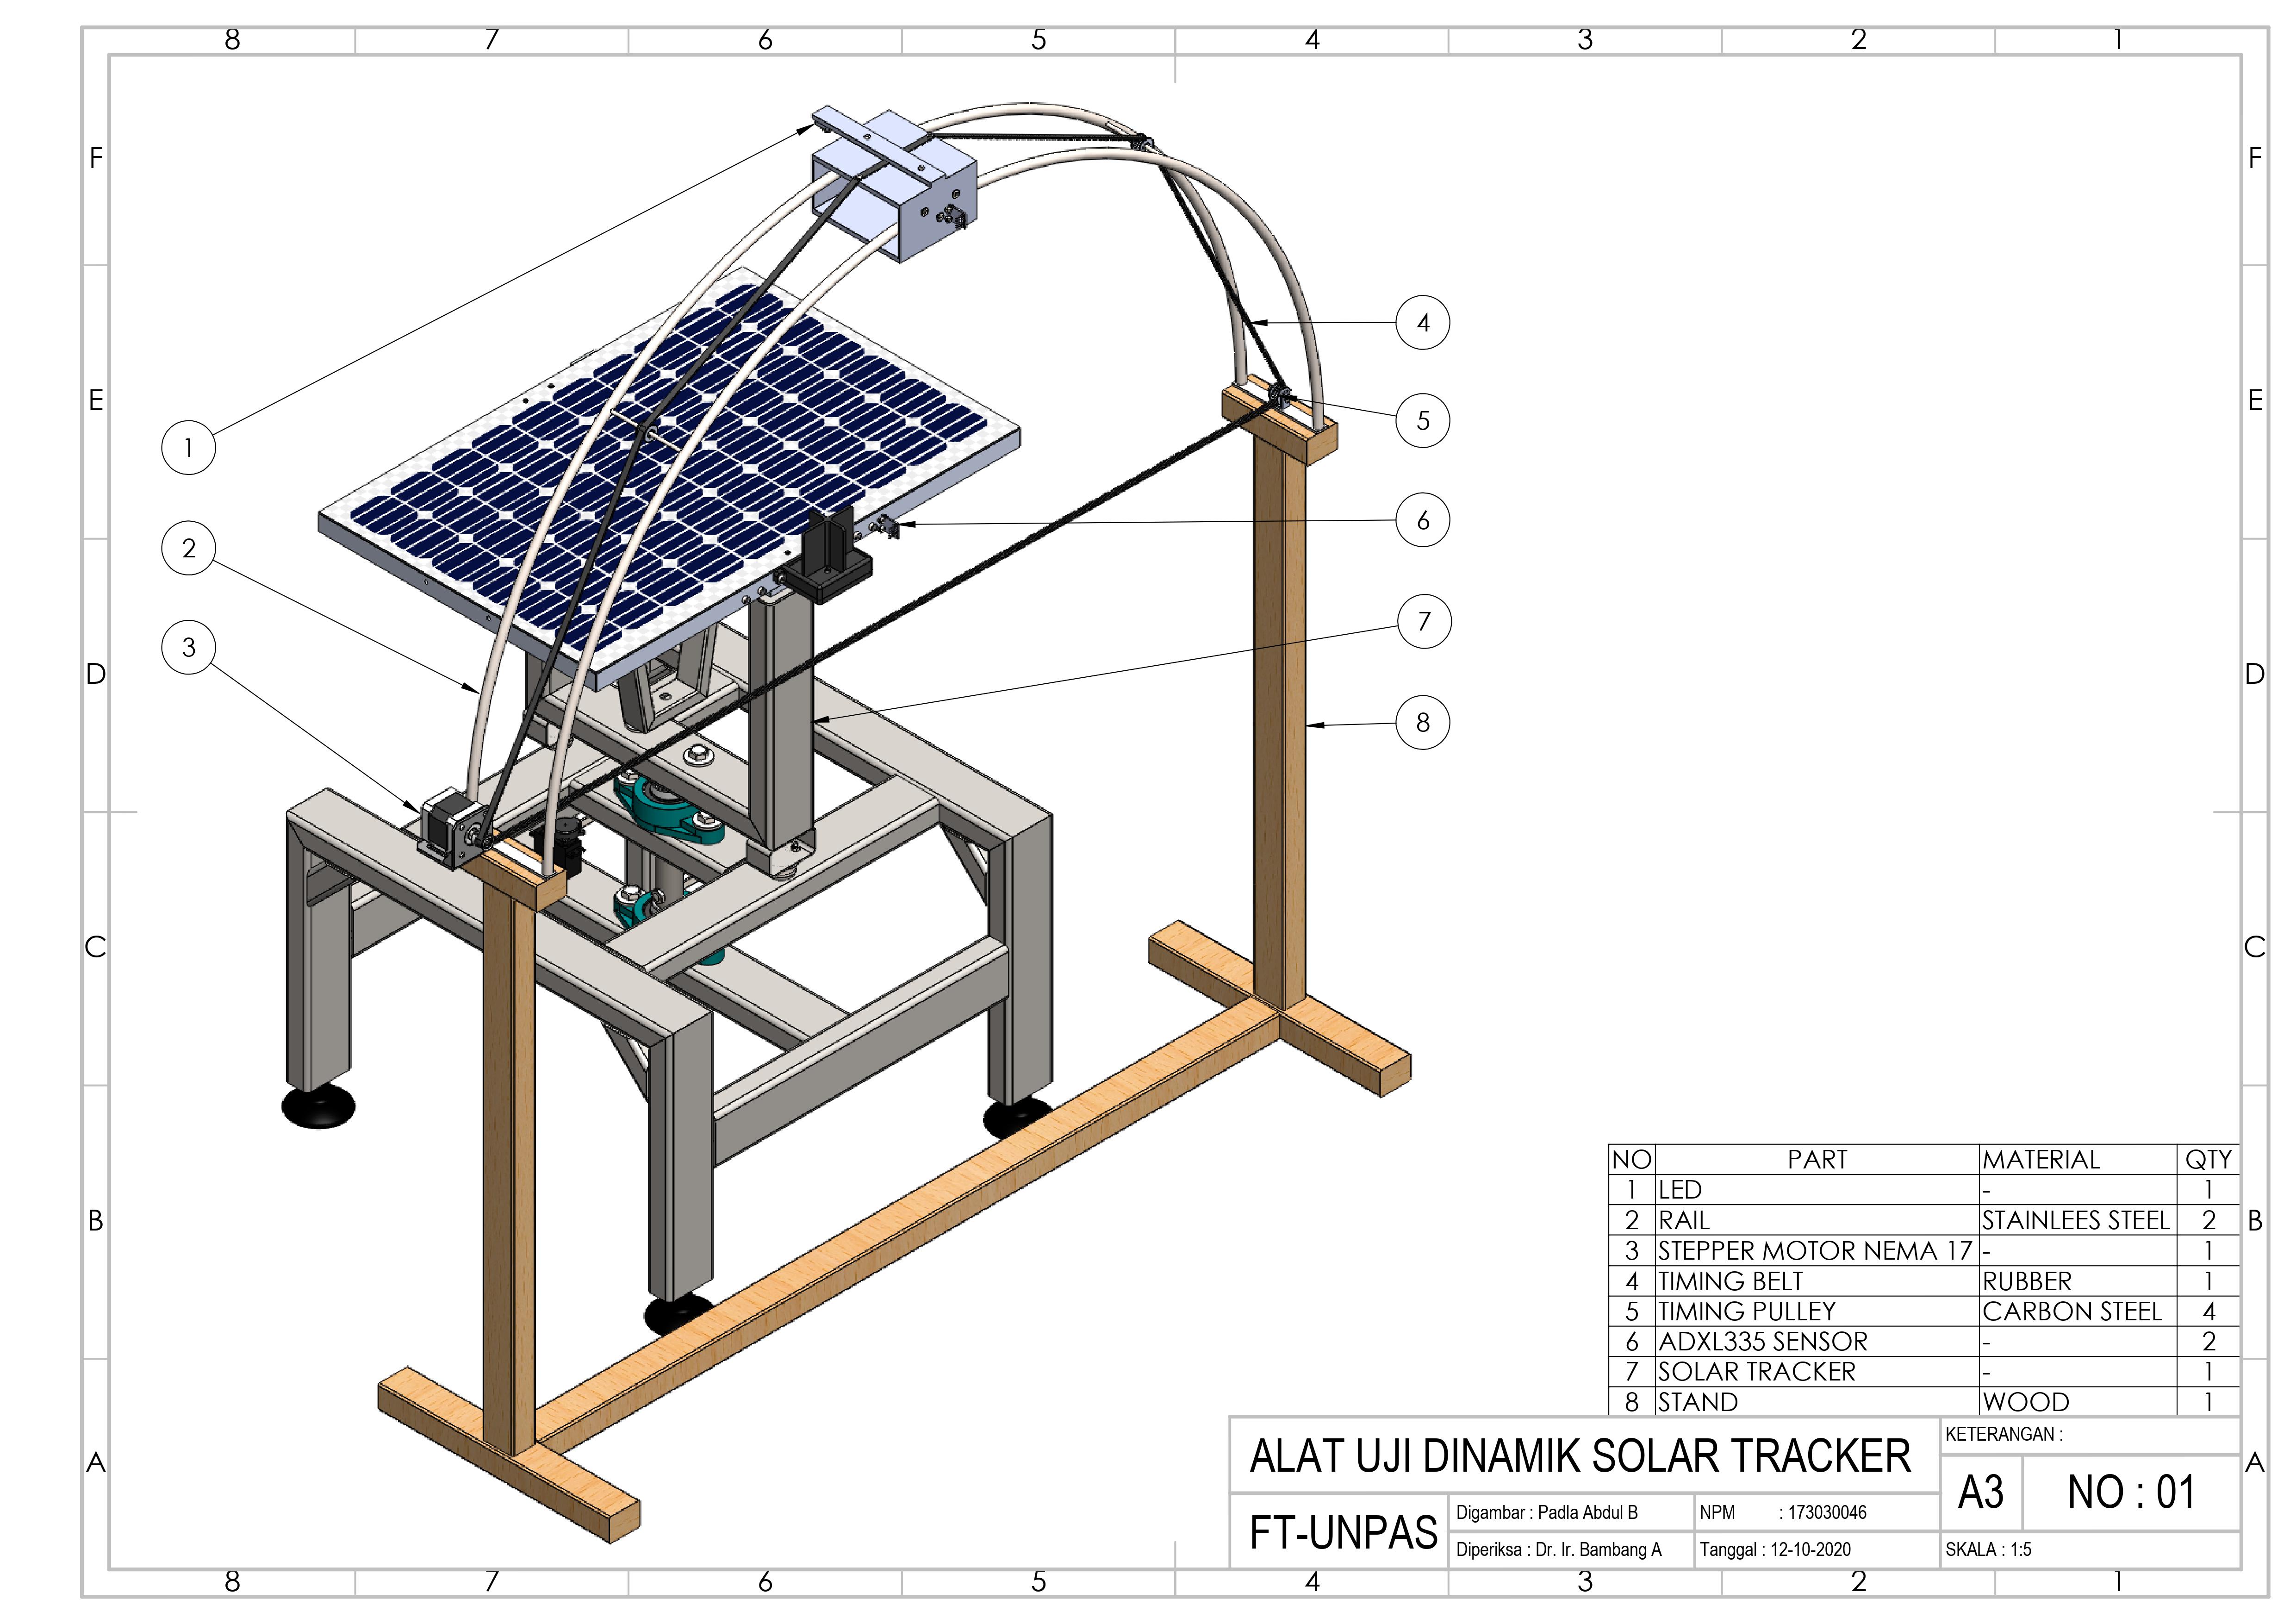 8 7 6 5 4 3 2 1
F F
E E
D D
C C
B B
A A
1
2
3
4
5
6
7
8
NO PART MATERIAL QTY
1 LED - 1
2 RAIL STAINLEES STEEL 2
3 STEPPER MOTOR NEMA 17 - 1
4 TIMING BELT RUBBER 1
5 TIMING PULLEY CARBON STEEL 4
6 ADXL335 SENSOR - 2
7 SOLAR TRACKER - 1
8 STAND WOOD 1
ALAT UJI DINAMIK SOLAR TRACKER
KETERANGAN :
A3 NO : 01
FT-UNPAS
Digambar : Padla Abdul B NPM : 173030046
Diperiksa : Dr. Ir. Bambang A Tanggal : 12-10-2020 SKALA : 1:5
8 7 6 5 4 3 2 1